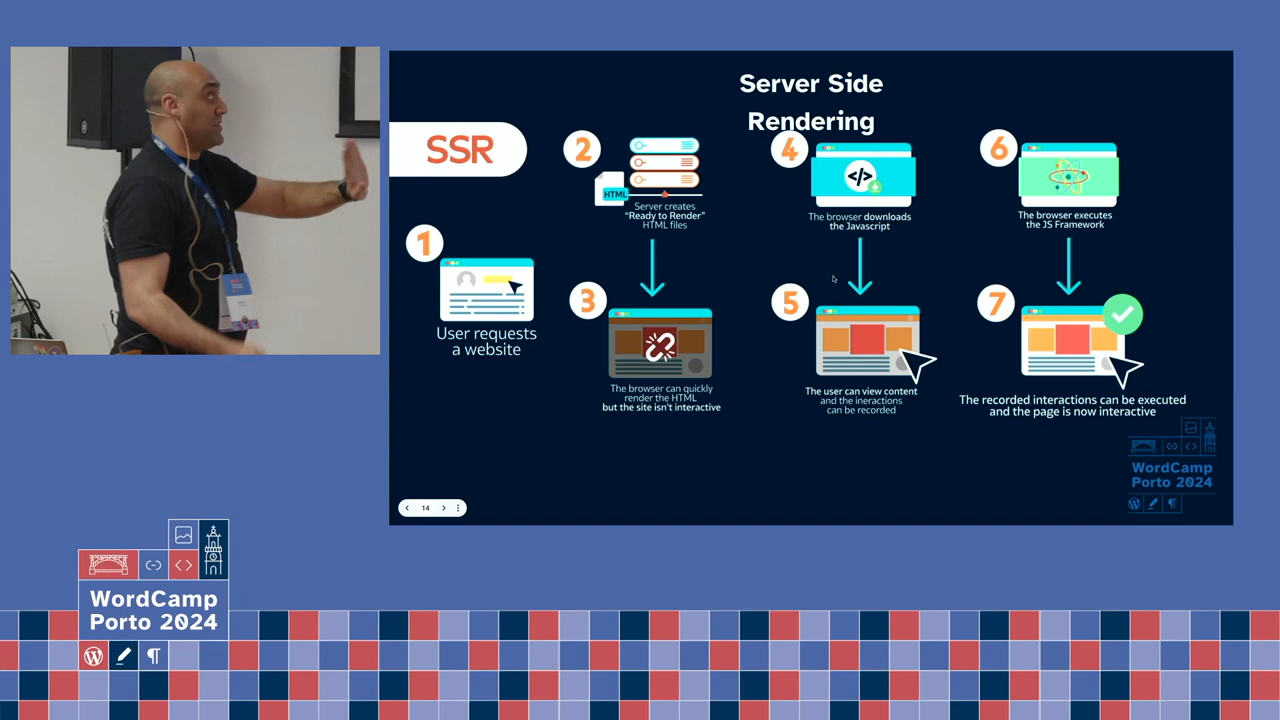 Server Side
Rendering
SSR
1
User requests
a website
2
HTML
Server creates
“Ready to Render”
HTML files
3
The browser can quickly
render the HTML
but the site isn't interactive
4
</>
The browser downloads
the Javascript
5
The user can view content
and the ineractions
can be recorded
6
The browser executes
the JS Framework
7
The recorded interactions can be executed
and the page is now interactive
WordCamp
Porto 2024
14
WordCamp
Porto 2024